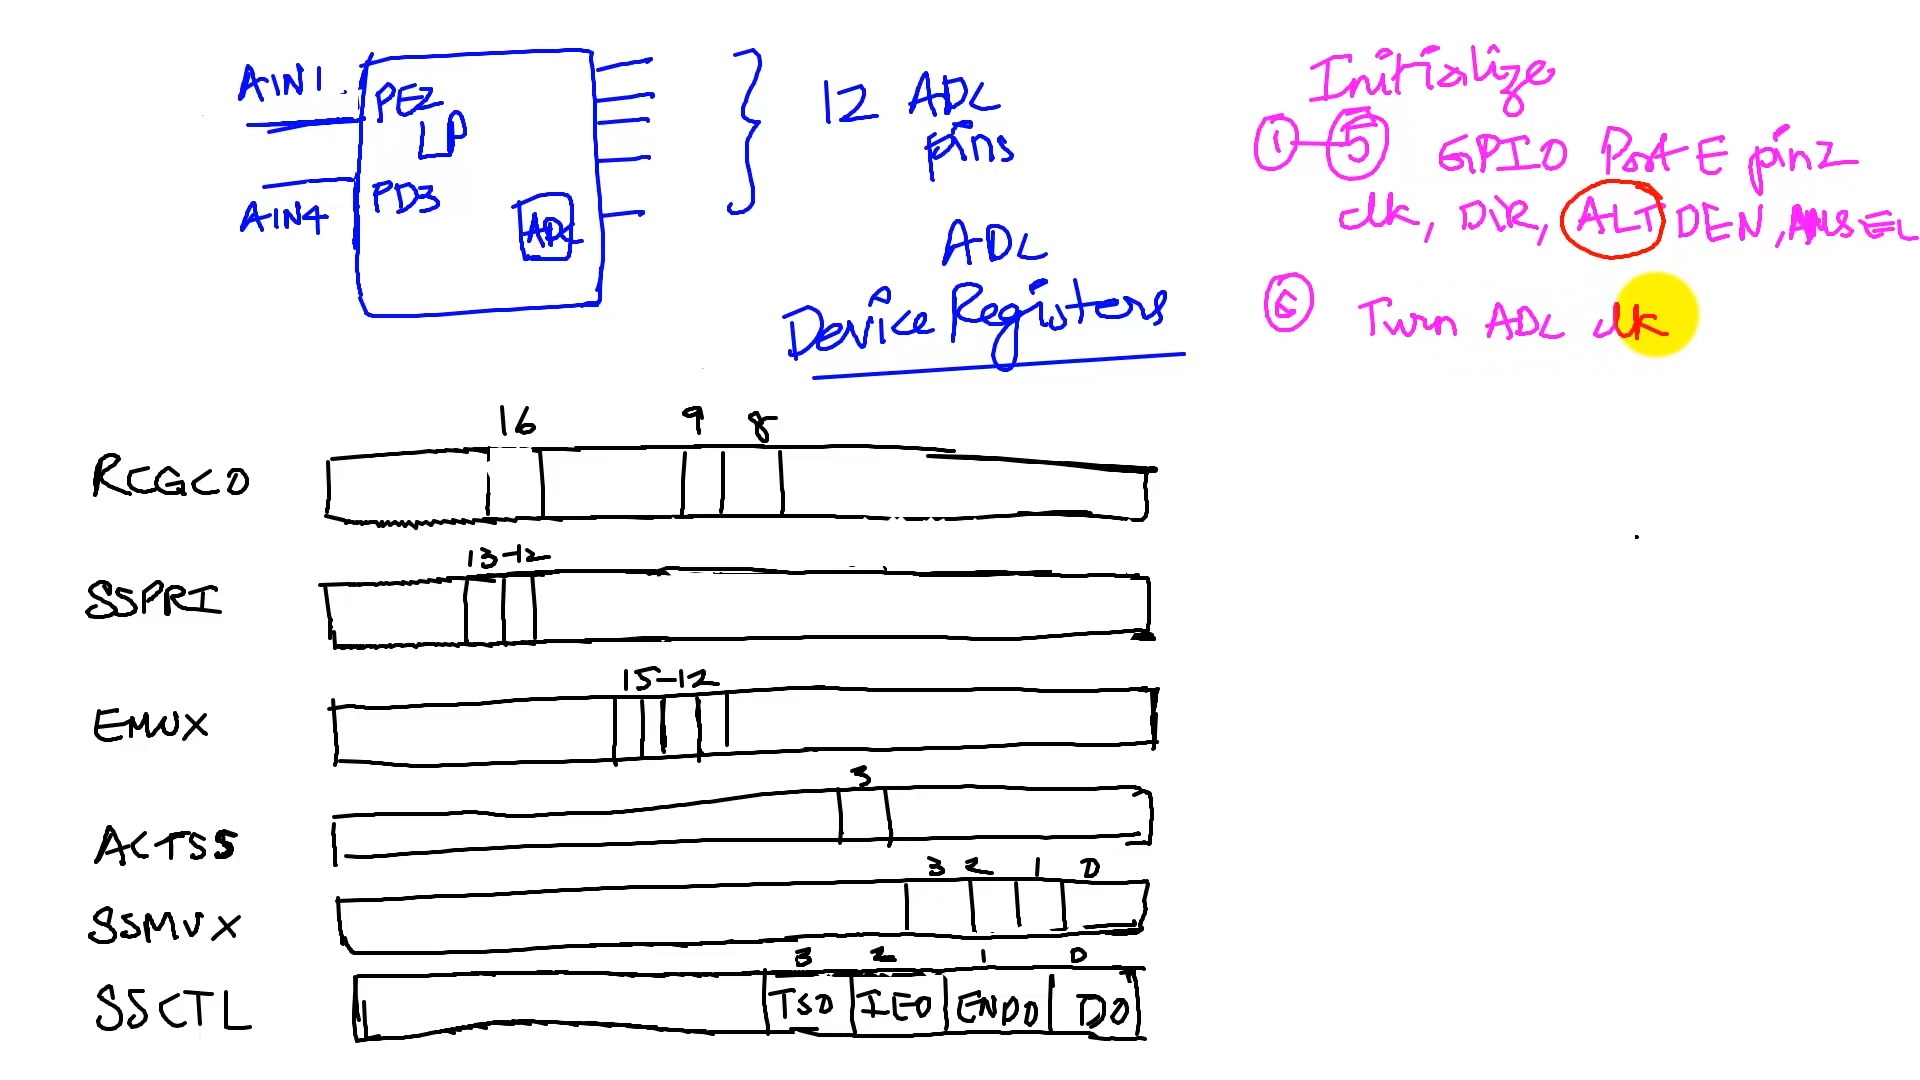 AIN1
PE2
LP
PD3
AIN4
ADC
12 ADC
pins
ADC
Device Registers
Initialize
1 — 5 GPIO Port E pin2
clk, DIR, ALT DEN, AMSEL
6 Turn ADC clk
16 9 8
RCGC0
13-12
SSPRI
15-12
EMUX
3
ACTSS
3 2 1 0
SSMUX
3 2 1 0
SSCTL TS0 IE0 END0 D0